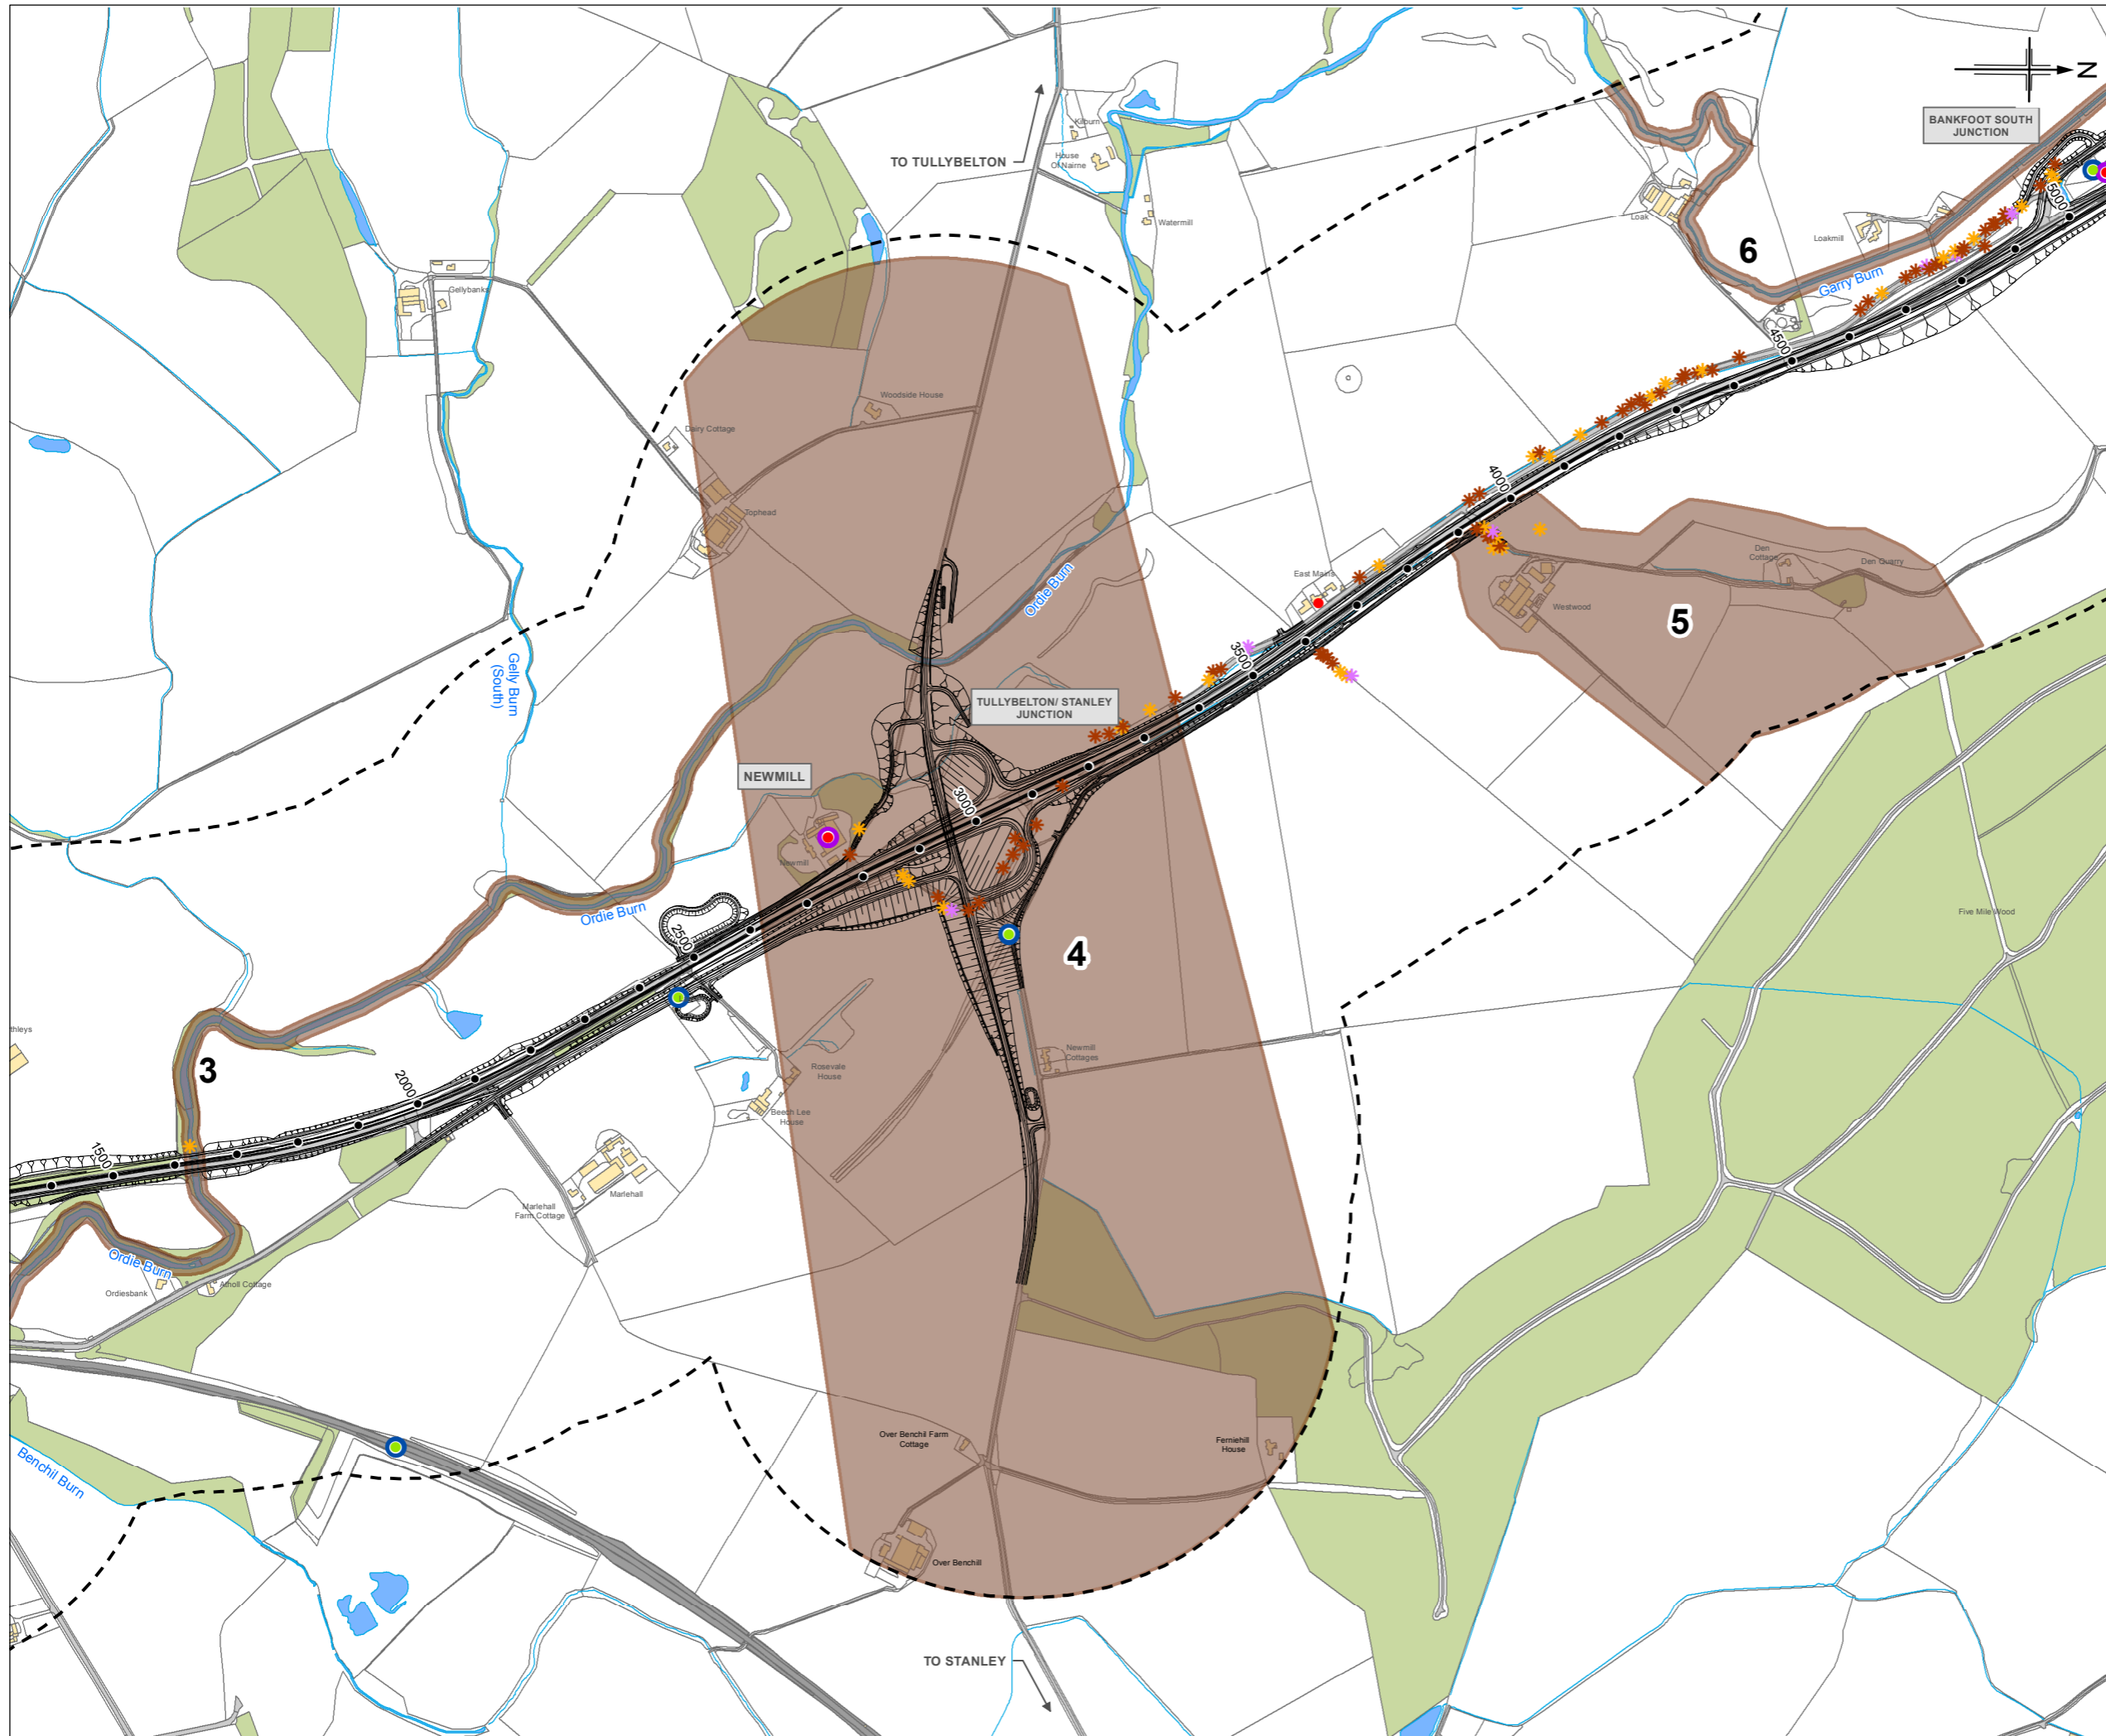 N
BANKFOOT SOUTH
JUNCTION
Kilburn
House
Of Nairne
TO TULLYBELTON
Watermill
Loak
Loakmill
6
Garry Burn
5000
4500
Gellybanks
Woodside House
Dairy Cottage
Tophead
4000
Den
Cottage
Den Quarry
East Mains
Westwood
5
Ordie Burn
Gelly Burn
(South)
3500
TULLYBELTON/ STANLEY
JUNCTION
NEWMILL
3000
Newmill
Ordie Burn
2500
4
Five Mile Wood
thleys
3
2000
Newmill
Cottages
Rosevale
House
Beech Lee
House
1500
Marlehall
Marlehall
Farm Cottage
Ordie Burn
Ordiesbank
Atholl Cottage
Over Benchil Farm
Cottage
Ferniehill
House
Benchil Burn
Over Benchill
TO STANLEY